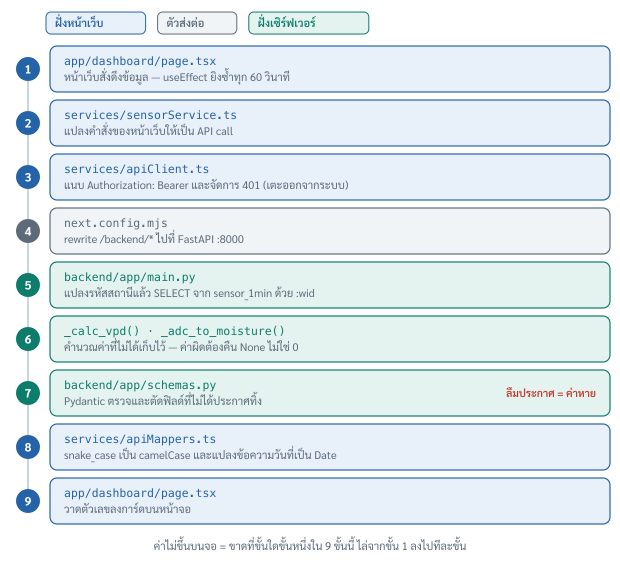 ฝั่งหน้าเว็บ
ตัวส่งต่อ
ฝั่งเซิร์ฟเวอร์
1
app/dashboard/page.tsx
หน้าเว็บสั่งดึงข้อมูล — useEffect ยิงซ้ำทุก 60 วินาที
2
services/sensorService.ts
แปลงคำสั่งของหน้าเว็บให้เป็น API call
3
services/apiClient.ts
แนบ Authorization: Bearer และจัดการ 401 (เตะออกจากระบบ)
4
next.config.mjs
rewrite /backend/* ไปที่ FastAPI :8000
5
backend/app/main.py
แปลงรหัสสถานีแล้ว SELECT จาก sensor_1min ด้วย :wid
6
_calc_vpd() · _adc_to_moisture()
คำนวณค่าที่ไม่ได้เก็บไว้ — ค่าผิดต้องคืน None ไม่ใช่ 0
7
backend/app/schemas.py
Pydantic ตรวจและตัดฟิลด์ที่ไม่ได้ประกาศทิ้ง
ลืมประกาศ = ค่าหาย
8
services/apiMappers.ts
snake_case เป็น camelCase และแปลงข้อความวันที่เป็น Date
9
app/dashboard/page.tsx
วาดตัวเลขลงการ์ดบนหน้าจอ
ค่าไม่ขึ้นบนจอ = ขาดที่ชั้นใดชั้นหนึ่งใน 9 ชั้นนี้ ไล่จากชั้น 1 ลงไปทีละชั้น